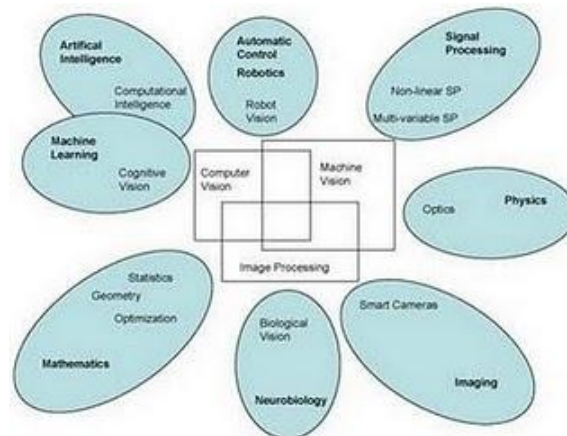 Artifical
Intelligence
Computational
Intelligence
Automatic
Control
Robotics
Robot
Vision
Signal
Processing
Non-linear SP
Multi-variable SP
Machine
Learning
Cognitive
Vision
Computer
Vision
Machine
Vision
Optics
Physics
Image Processing
Statistics
Geometry
Optimization
Mathematics
Biological
Vision
Neurobiology
Smart Cameras
Imaging